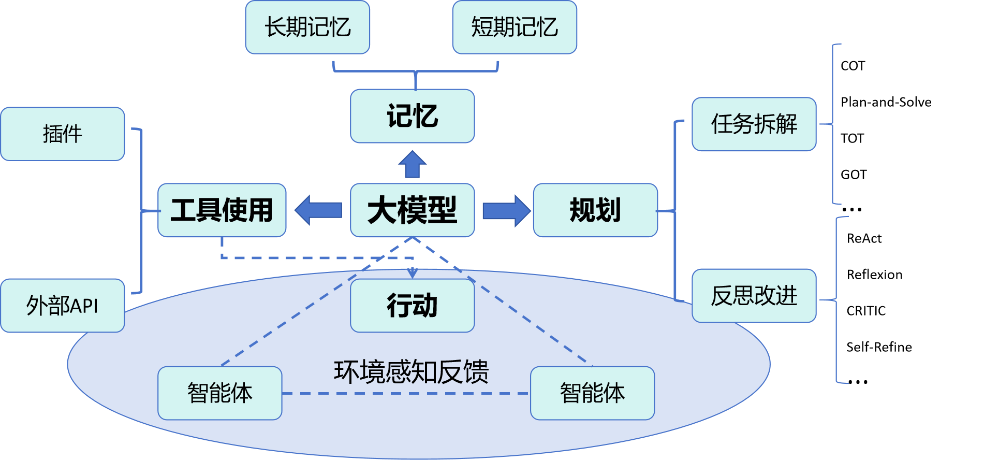 长期记忆
短期记忆
记忆
插件
外部API
工具使用
大模型
规划
任务拆解
COT
Plan-and-Solve
TOT
GOT
...
反思改进
ReAct
Reflexion
CRITIC
Self-Refine
...
行动
环境感知反馈
智能体
智能体